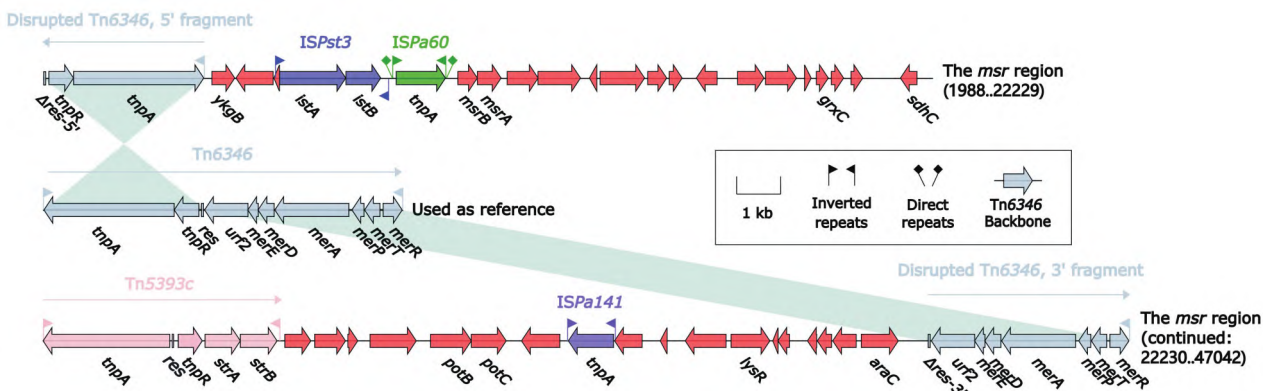 Disrupted Tn6346, 5' fragment
ISPst3
ISPa60
Δres-5'
tnpR
tnpA
ykgB
istA
istB
tnpA
msrB
msrA
grxC
sdhC
The msr region
(1988..22229)
Tn6346
tnpA
tnpR
res
urf2
merE
merD
merA
merP
merT
merR
Used as reference
1 kb
Inverted
repeats
Direct
repeats
Tn6346
Backbone
Tn5393c
ISPa141
Disrupted Tn6346, 3' fragment
tnpA
res
tnpR
strA
strB
potB
potC
tnpA
lysR
araC
Δres-3'
urf2
merE
merD
merA
merP
merT
merR
The msr region
(continued:
22230..47042)